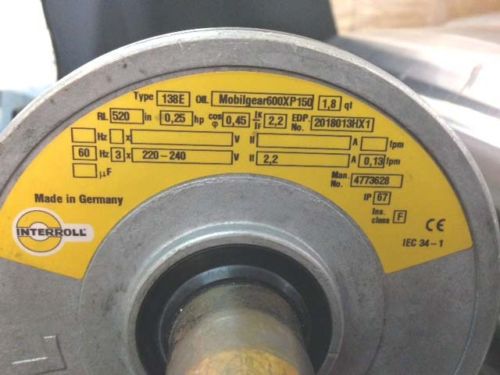 Type 138E OIL Mobilgear600XP150 1,8 qt
RL 520 in 0,25 hp cos φ 0,45 2,2 EDP No. 2018013HX1
Hz x V A fpm
60 Hz 3 x 220-240 V 2,2 A 0,13 fpm
μF Man. No. 4773628
Made in Germany IP 67
INTERROLL Ins. class F
CE
IEC 34-1